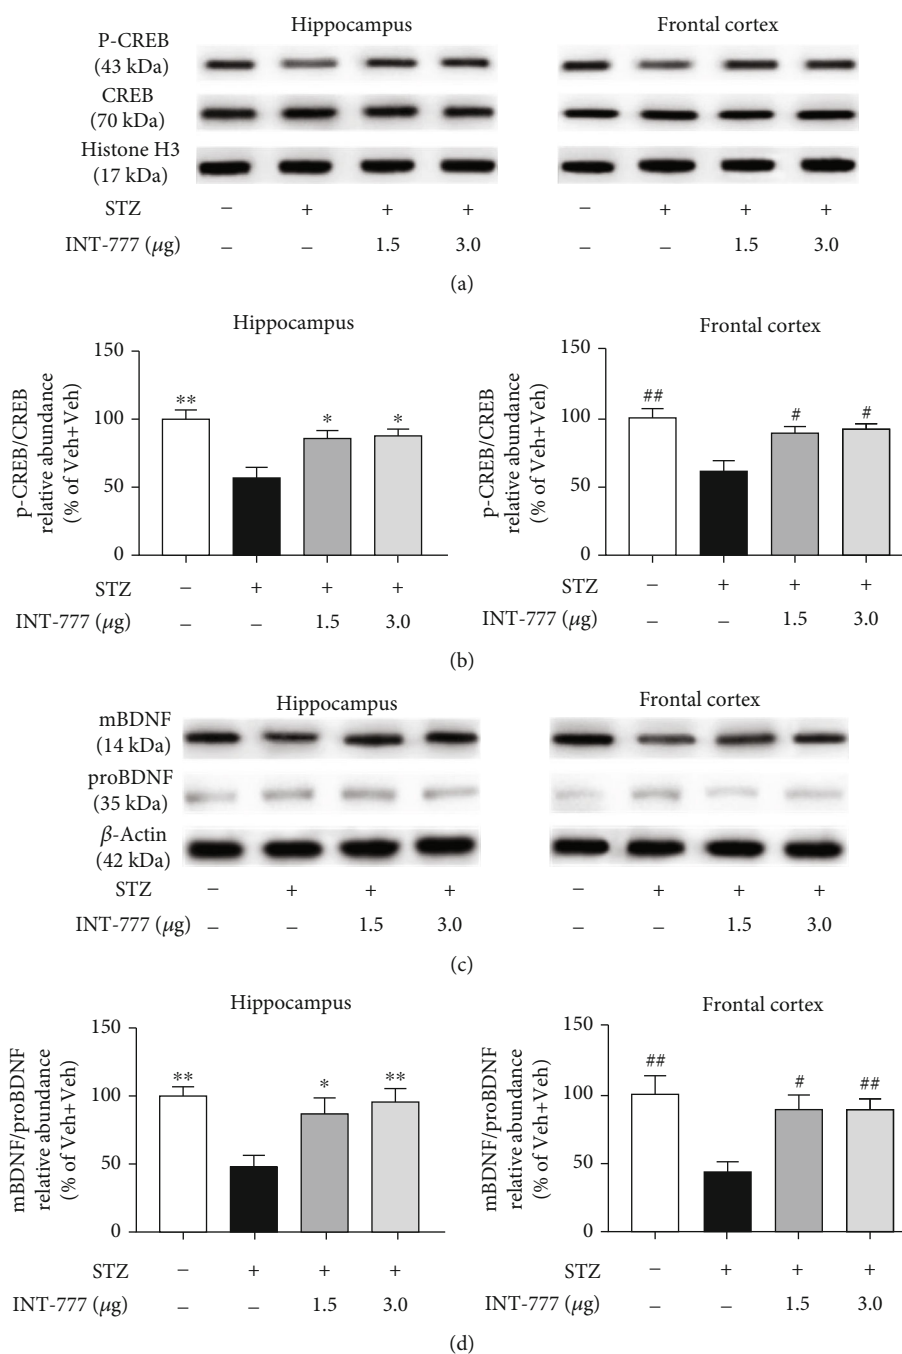 Hippocampus Frontal cortex
P-CREB
(43 kDa)
CREB
(70 kDa)
Histone H3
(17 kDa)
STZ − + + + − + + +
INT-777 (μg) − − 1.5 3.0 − − 1.5 3.0
(a)
Hippocampus Frontal cortex
p-CREB/CREB
relative abundance
(% of Veh+Veh)
150
100
50
0
** * *
STZ − + + +
INT-777 (μg) − − 1.5 3.0
p-CREB/CREB
relative abundance
(% of Veh+Veh)
150
100
50
0
## # #
STZ − + + +
INT-777 (μg) − − 1.5 3.0
(b)
Hippocampus Frontal cortex
mBDNF
(14 kDa)
proBDNF
(35 kDa)
β-Actin
(42 kDa)
STZ − + + + − + + +
INT-777 (μg) − − 1.5 3.0 − − 1.5 3.0
(c)
Hippocampus Frontal cortex
mBDNF/proBDNF
relative abundance
(% of Veh+Veh)
150
100
50
0
** * **
STZ − + + +
INT-777 (μg) − − 1.5 3.0
mBDNF/proBDNF
relative abundance
(% of Veh+Veh)
150
100
50
0
## # ##
STZ − + + +
INT-777 (μg) − − 1.5 3.0
(d)